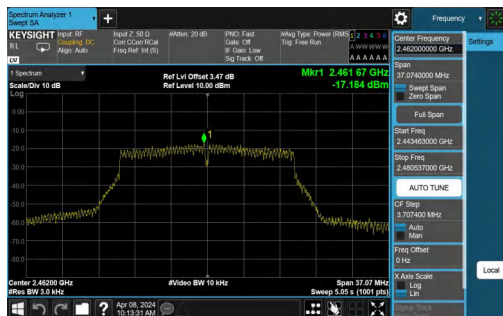 Spectrum Analyzer 1
Swept SA
Frequency
KEYSIGHT
RL
Input: RF
Coupling: DC
Align: Auto
Input Z: 50 Ω
Corr CCorr RCal
Freq Ref: Int (S)
#Atten: 20 dB
PNO: Fast
Gate: Off
IF Gain: Low
Sig Track: Off
#Avg Type: Power (RMS
Trig: Free Run
1 2 3 4 5 6
A W W W W W
A A A A A A
LV
1 Spectrum
Scale/Div 10 dB
Ref Lvl Offset 3.47 dB
Ref Level 10.00 dBm
Mkr1 2.461 67 GHz
-17.184 dBm
Log
0.00
-10.0
-20.0
-30.0
-40.0
-50.0
-60.0
-70.0
-80.0
1
Center 2.46200 GHz
#Res BW 3.0 kHz
#Video BW 10 kHz
Span 37.07 MHz
Sweep 5.05 s (1001 pts)
Center Frequency
2.462000000 GHz
Settings
Span
37.0740000 MHz
Swept Span
Zero Span
Full Span
Start Freq
2.443463000 GHz
Stop Freq
2.480537000 GHz
AUTO TUNE
CF Step
3.707400 MHz
Auto
Man
Freq Offset
0 Hz
X Axis Scale
Log
Lin
Local
Signal Track
Apr 08, 2024
10:13:31 AM